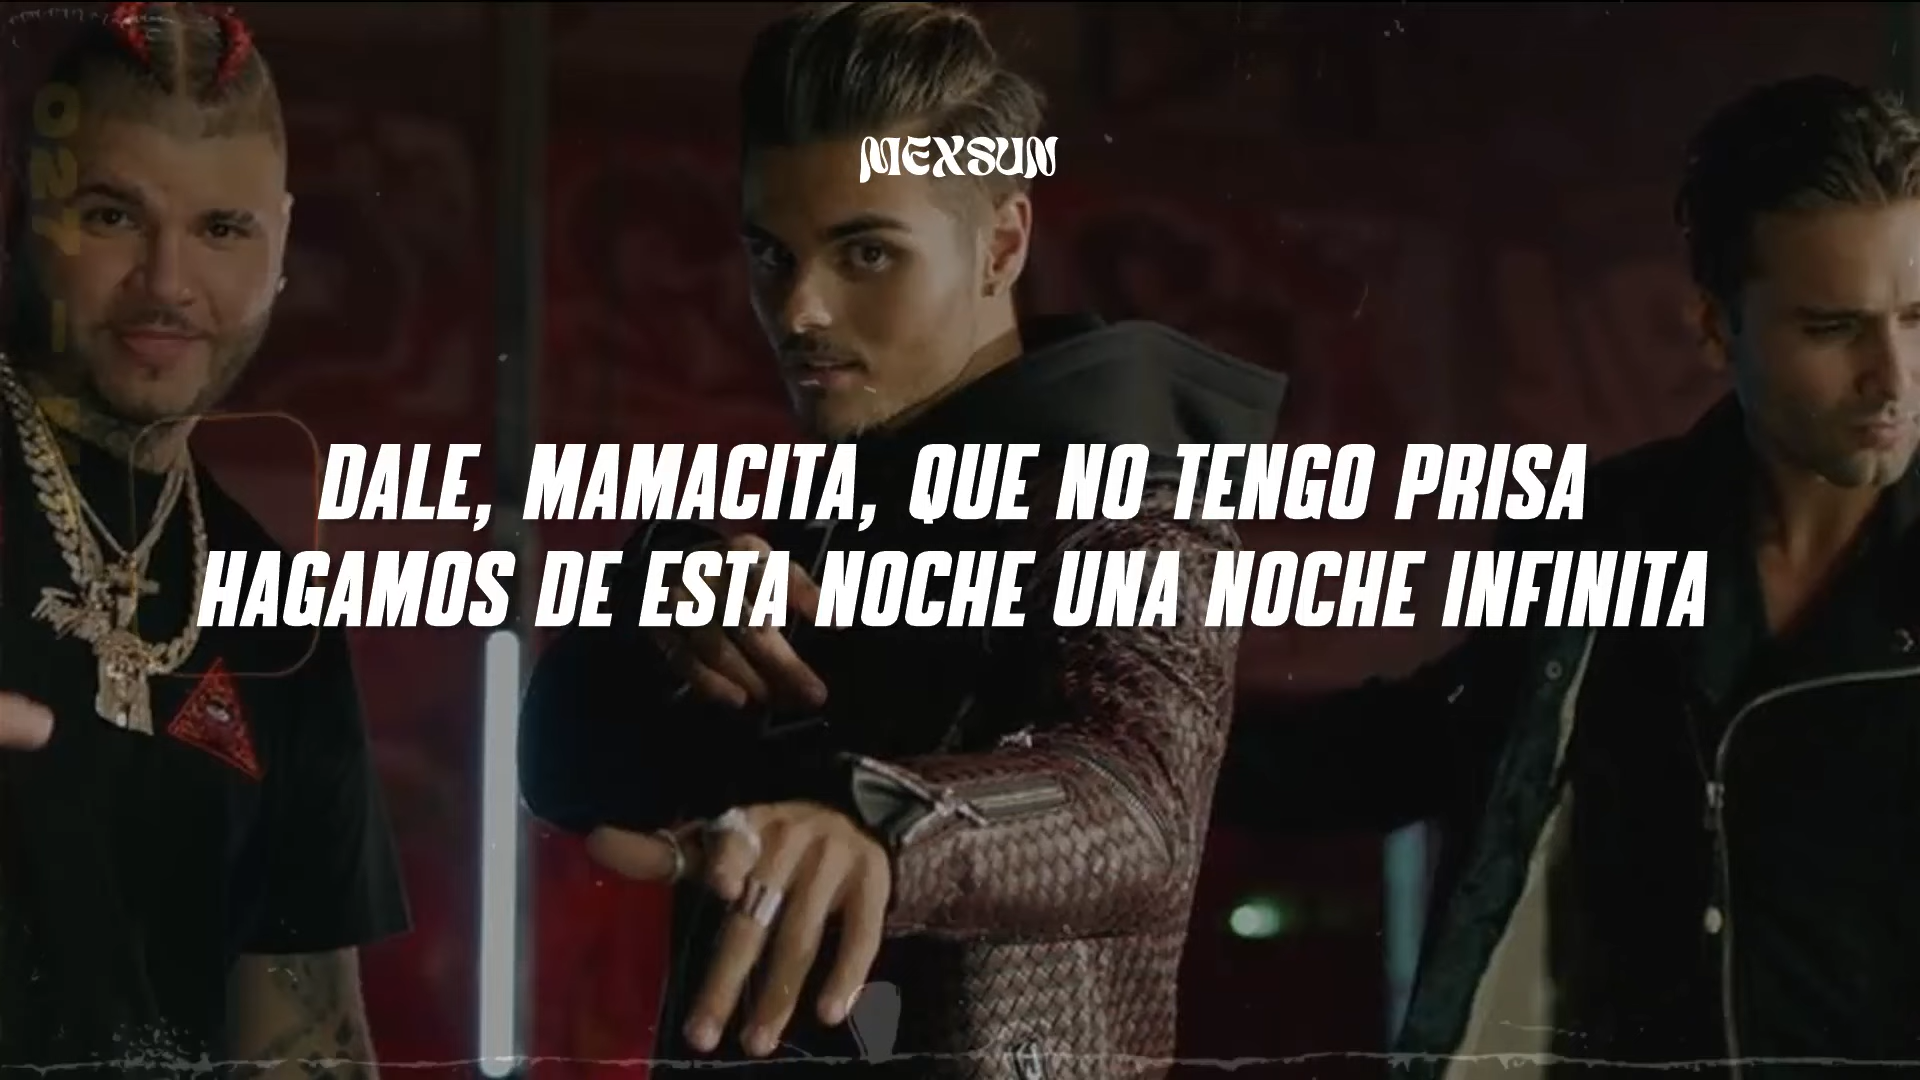 MEXSUN
DALE, MAMACITA, QUE NO TENGO PRISA
HAGAMOS DE ESTA NOCHE UNA NOCHE INFINITA